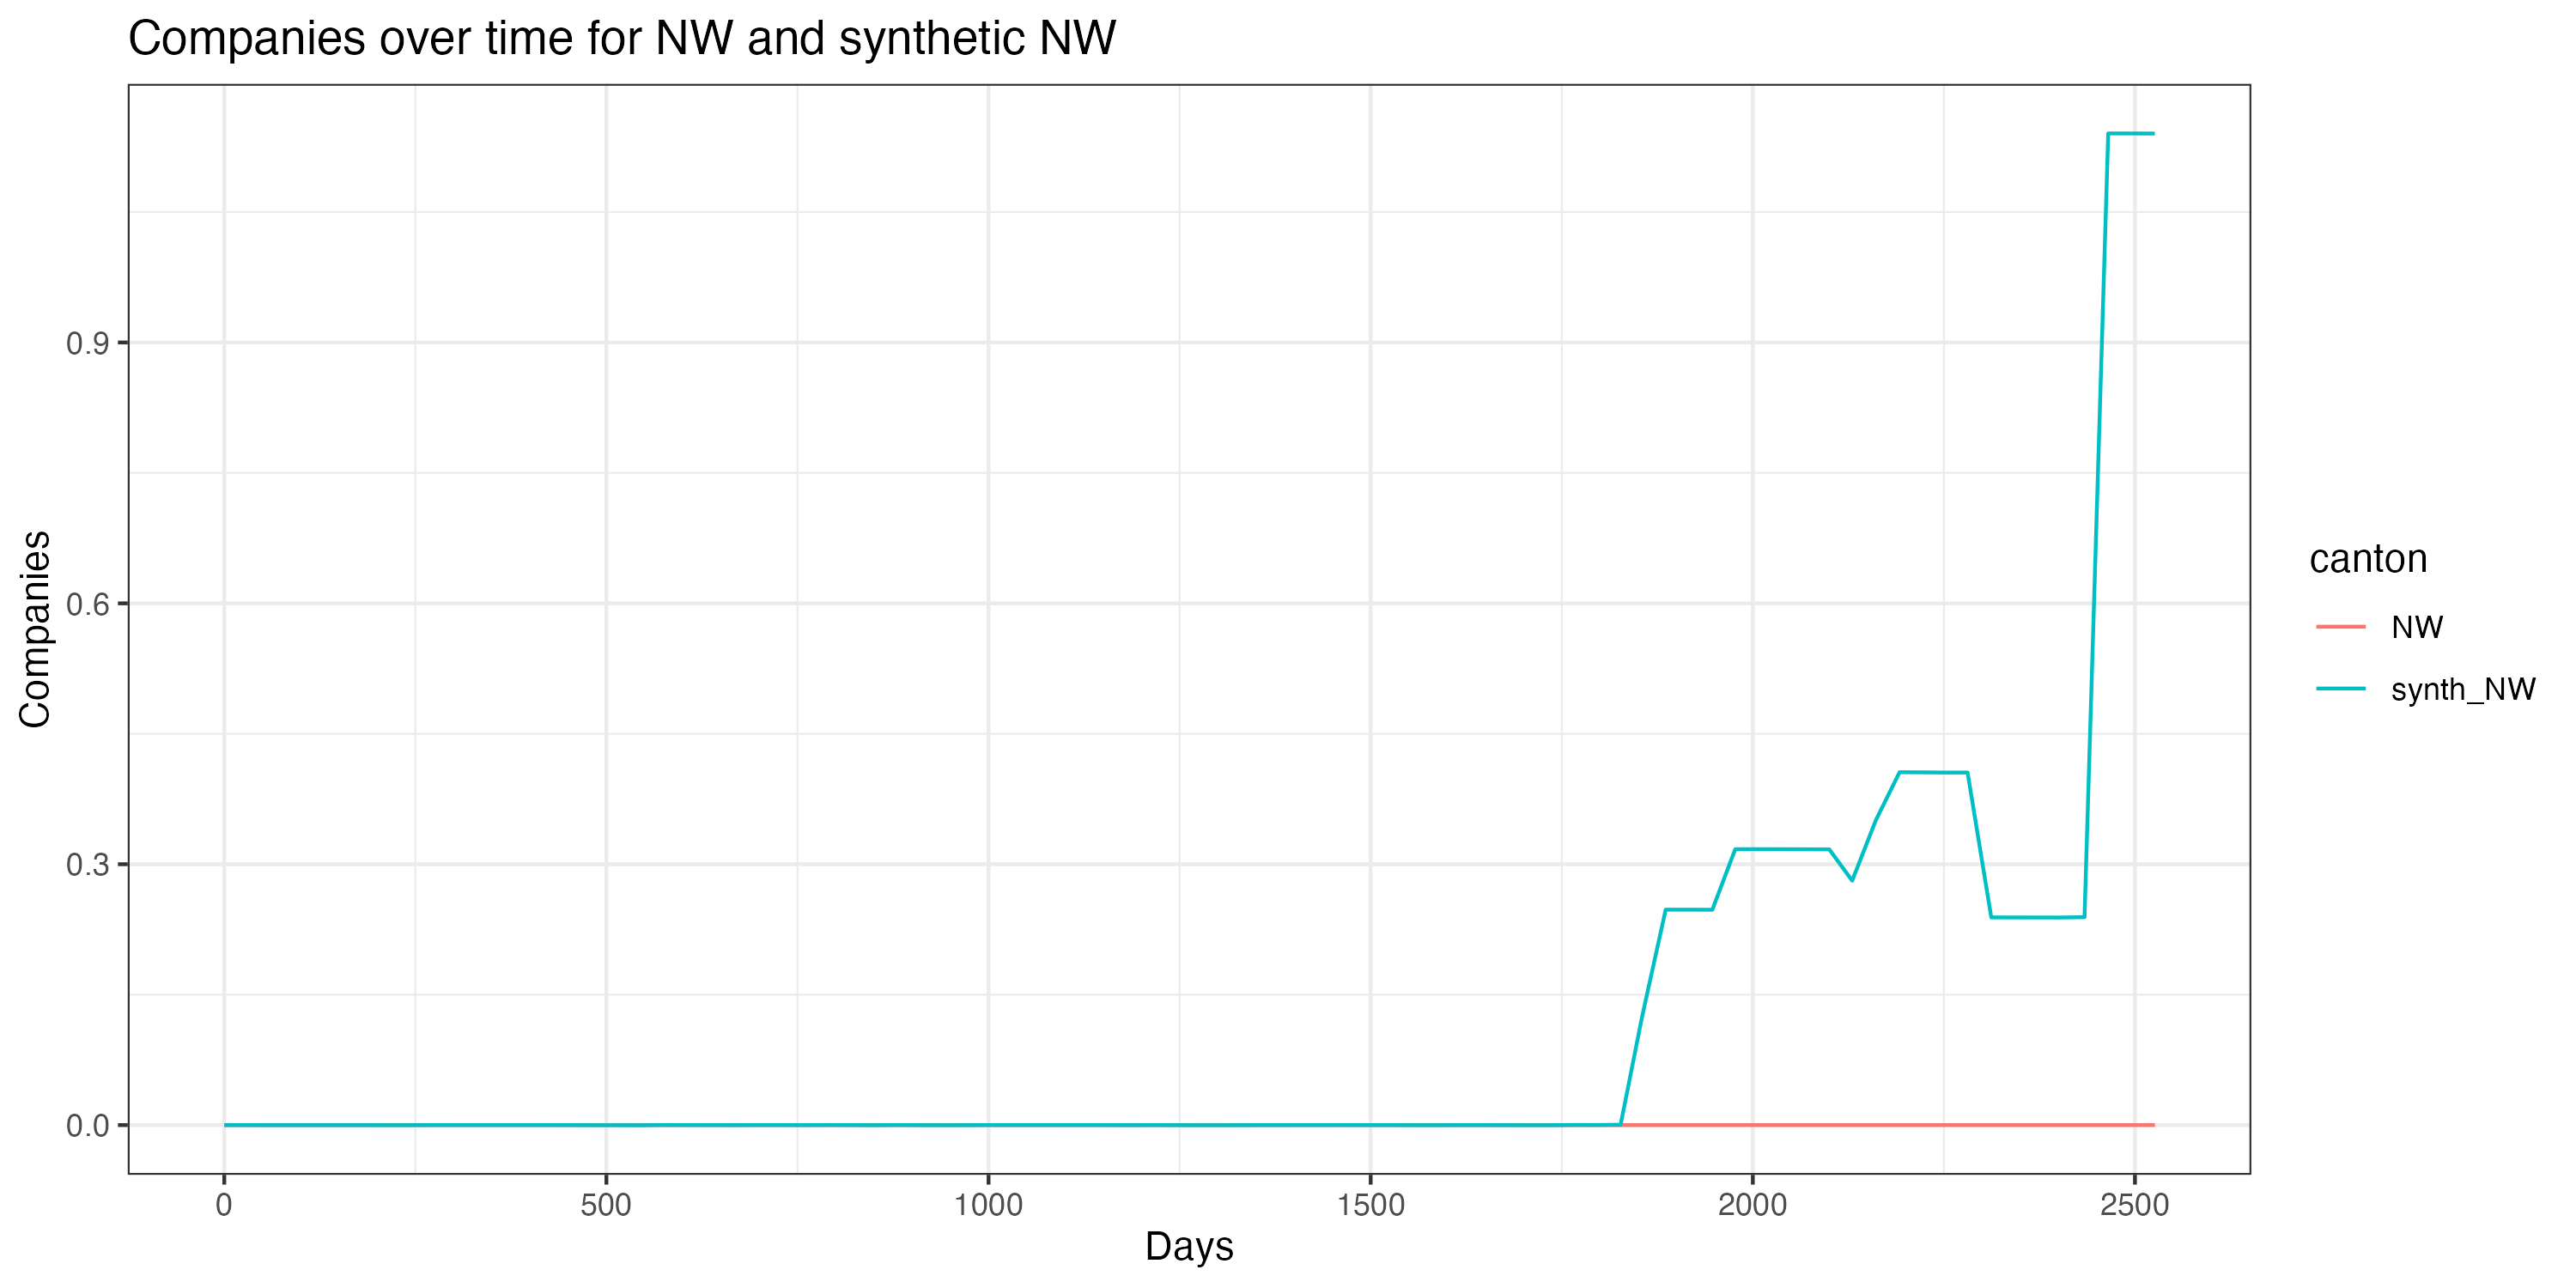 Companies over time for NW and synthetic NW
Companies
0.9
0.6
0.3
0.0
0
500
1000
1500
2000
2500
Days
canton
NW
synth_NW